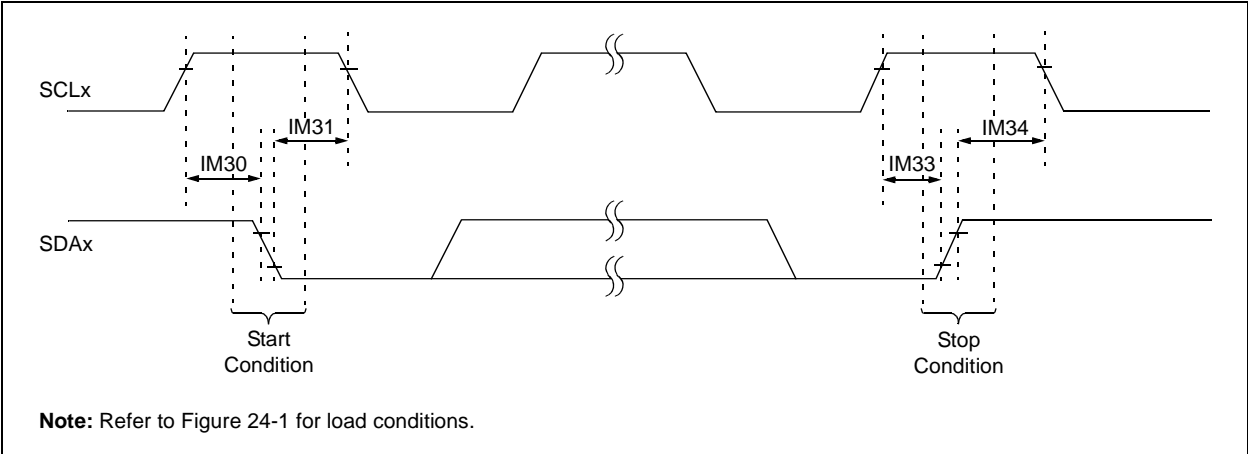 SCLx
IM31
IM34
IM30
IM33
SDAx
Start
Condition
Stop
Condition
Note: Refer to Figure 24-1 for load conditions.